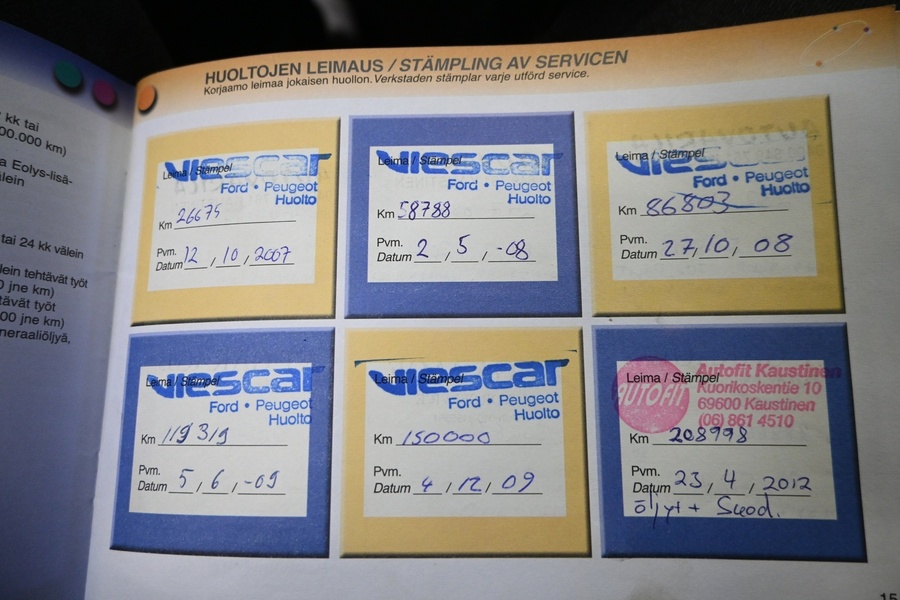 kk tai
00.000 km)
a Eolys-lisä-
tai 24 kk välein
lein tehtävät työt
0 jne km)
tävät työt
00 jne km)
neraaliöljyä,
HUOLTOJEN LEIMAUS / STÄMPLING AV SERVICEN
Korjaamo leimaa jokaisen huollon. Verkstaden stämplar varje utförd service.
Viescar
Leima / Stämpel
Ford • Peugeot
Huolto
Km 26675
Pvm.
Datum 12, 10, 2007
Viescar
Leima / Stämpel
Ford • Peugeot
Huolto
Km 58788
Pvm.
Datum 2, 5, -08
Viescar
Leima / Stämpel
Ford • Peugeot
Huolto
Km 86803
Pvm.
Datum 27, 10, 08
Viescar
Leima / Stämpel
Ford • Peugeot
Huolto
Km 119319
Pvm.
Datum 5, 6, -09
Viescar
Leima / Stämpel
Ford • Peugeot
Huolto
Km 150000
Pvm.
Datum 4, 12, 09
Autofit Kaustinen
Leima / Stämpel
AUTOFIT
Kuorikoskentie 10
69600 Kaustinen
(06) 861 4510
Km 208998
Pvm.
Datum 23, 4, 2012
öljyt + Suod.
15